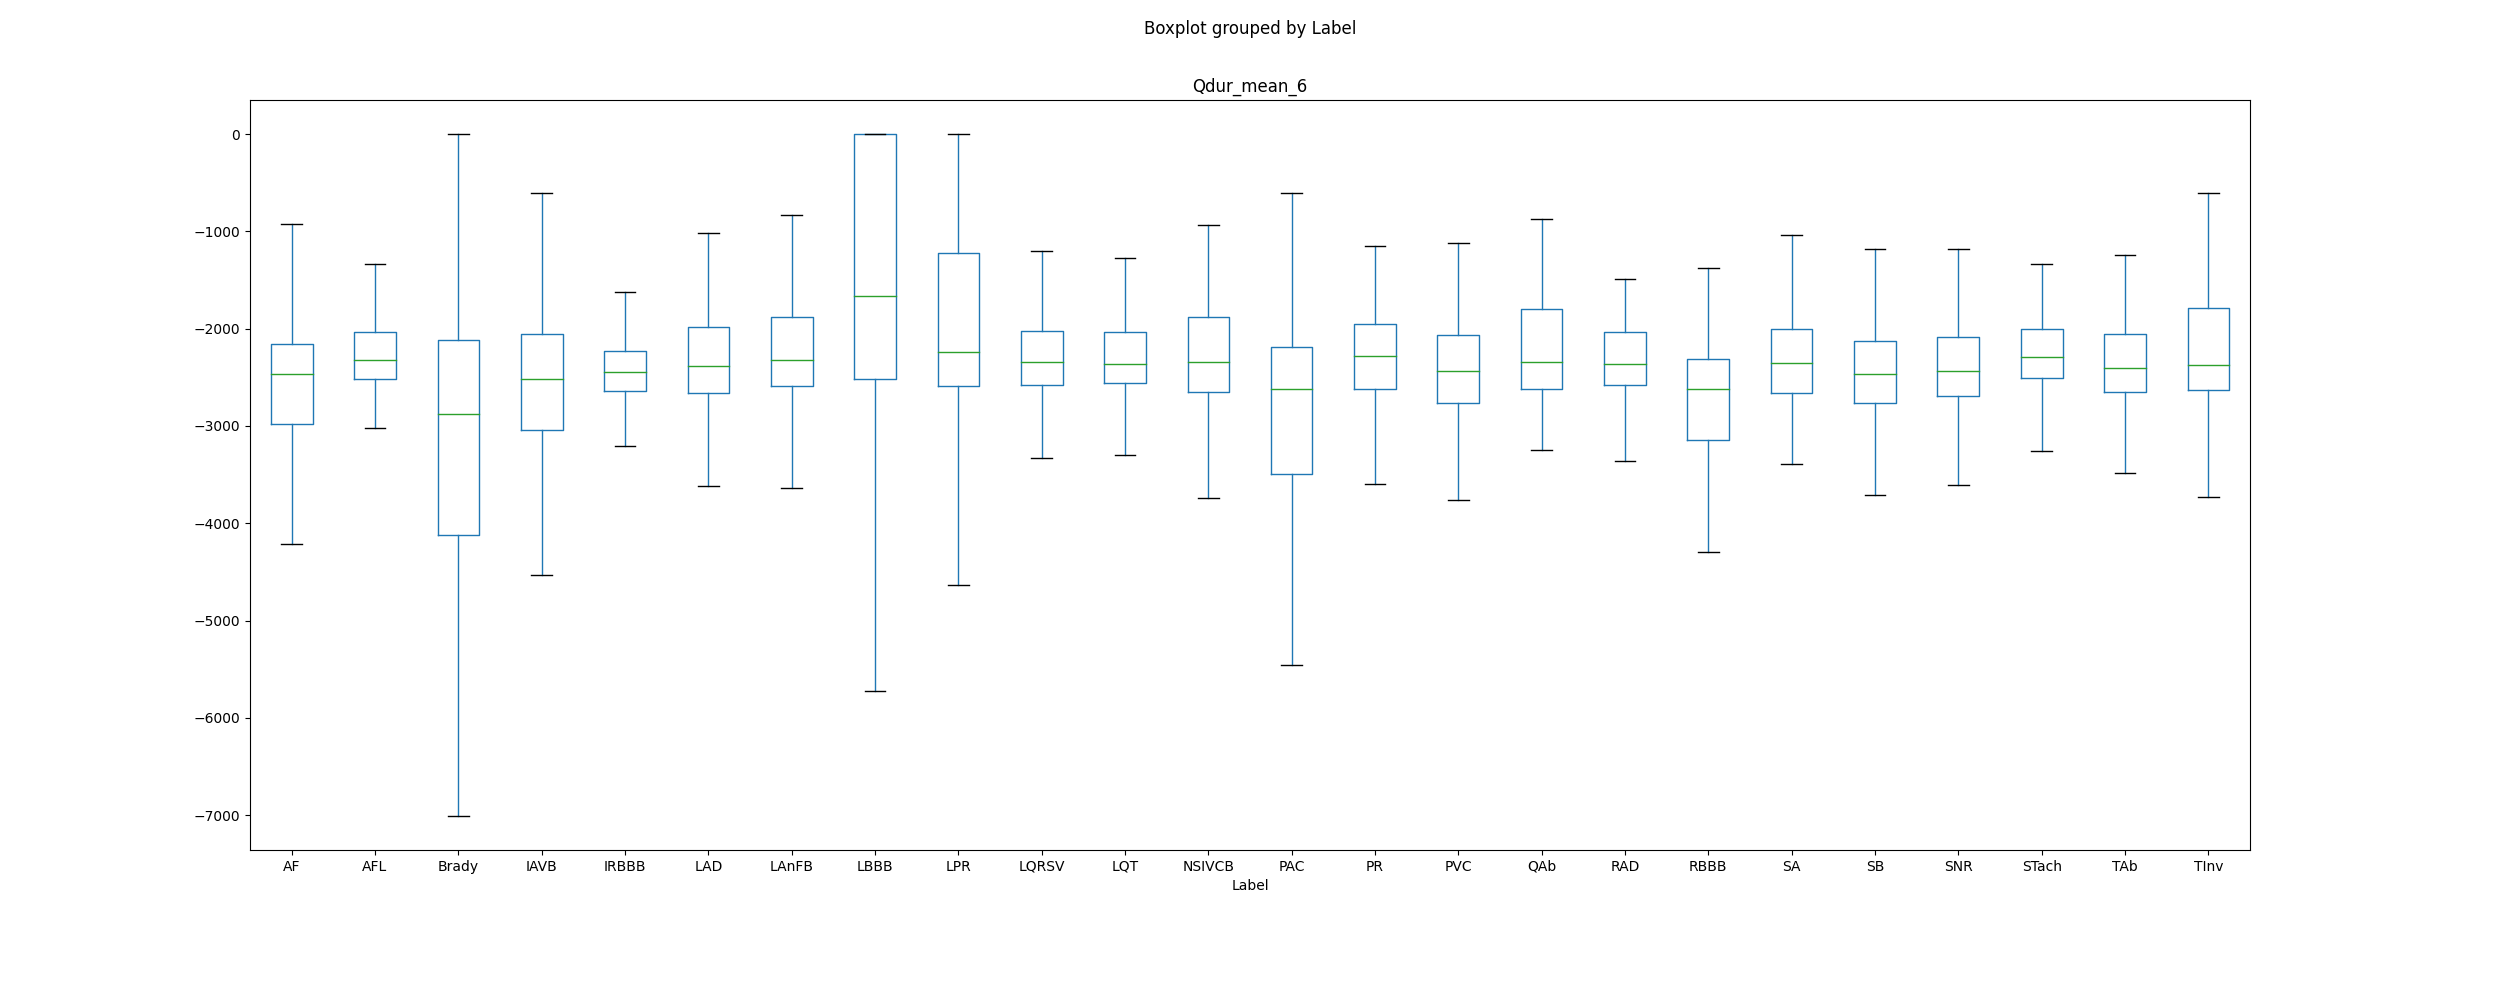 Boxplot grouped by Label
Qdur_mean_6
0
−1000
−2000
−3000
−4000
−5000
−6000
−7000
AF AFL Brady IAVB IRBBB LAD LAnFB LBBB LPR LQRSV LQT NSIVCB PAC PR PVC QAb RAD RBBB SA SB SNR STach TAb TInv
Label